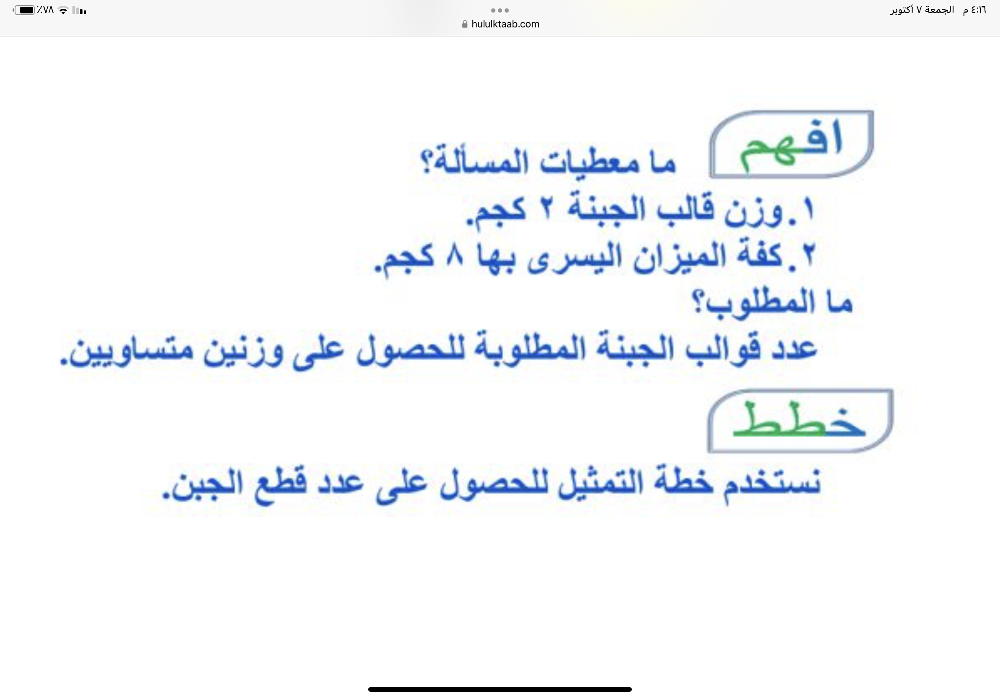 ٤:١٦ م الجمعة ٧ أكتوبر
٪٧٨
hululktaab.com
افهم
ما معطيات المسألة؟
١.وزن قالب الجبنة ٢ كجم.
٢.كفة الميزان اليسرى بها ٨ كجم.
ما المطلوب؟
عدد قوالب الجبنة المطلوبة للحصول على وزنين متساويين.
خطط
نستخدم خطة التمثيل للحصول على عدد قطع الجبن.